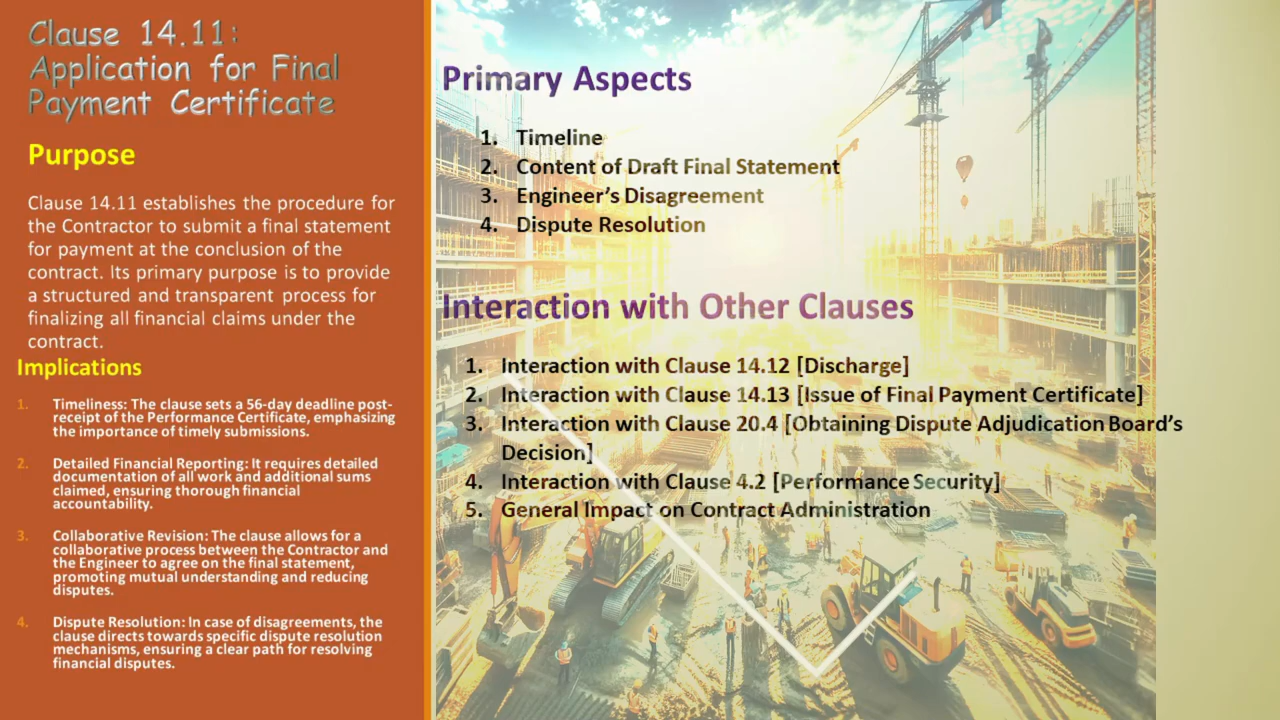 Clause 14.11:
Application for Final
Payment Certificate
Purpose
Clause 14.11 establishes the procedure for
the Contractor to submit a final statement
for payment at the conclusion of the
contract. Its primary purpose is to provide
a structured and transparent process for
finalizing all financial claims under the
contract.
Implications
1. Timeliness: The clause sets a 56-day deadline post-
receipt of the Performance Certificate, emphasizing
the importance of timely submissions.
2. Detailed Financial Reporting: It requires detailed
documentation of all work and additional sums
claimed, ensuring thorough financial
accountability.
3. Collaborative Revision: The clause allows for a
collaborative process between the Contractor and
the Engineer to agree on the final statement,
promoting mutual understanding and reducing
disputes.
4. Dispute Resolution: In case of disagreements, the
clause directs towards specific dispute resolution
mechanisms, ensuring a clear path for resolving
financial disputes.
Primary Aspects
1. Timeline
2. Content of Draft Final Statement
3. Engineer's Disagreement
4. Dispute Resolution
Interaction with Other Clauses
1. Interaction with Clause 14.12 [Discharge]
2. Interaction with Clause 14.13 [Issue of Final Payment Certificate]
3. Interaction with Clause 20.4 [Obtaining Dispute Adjudication Board's
Decision]
4. Interaction with Clause 4.2 [Performance Security]
5. General Impact on Contract Administration